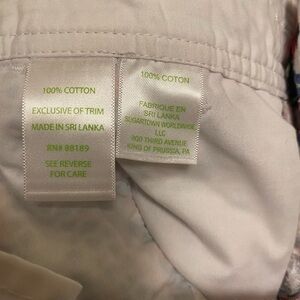 100% COTTON
EXCLUSIVE OF TRIM
MADE IN SRI LANKA
RN# 88189
SEE REVERSE
FOR CARE
100% COTON
FABRIQUE EN
SRI LANKA
SUGARTOWN WORLDWIDE,
LLC
800 THIRD AVENUE
KING OF PRUSSIA, PA